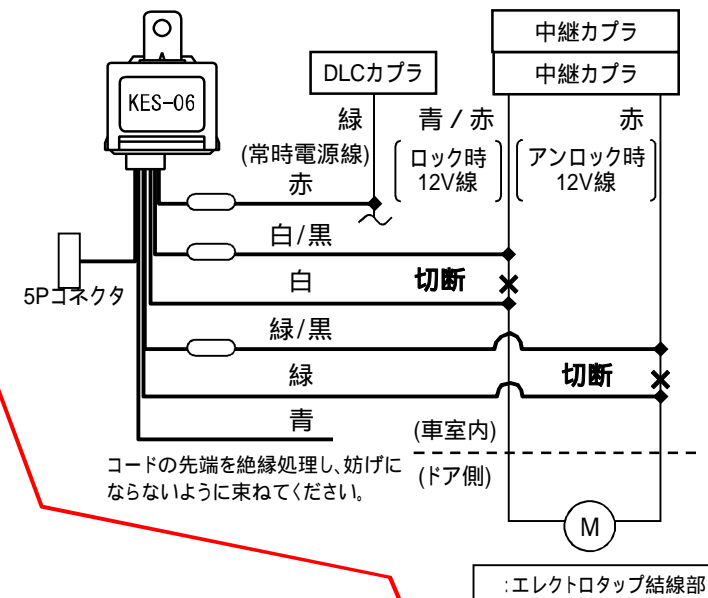 中継カプラ
中継カプラ
DLCカプラ
KES-06
緑
(常時電源線)
青/赤
ロック時
12V線
赤
アンロック時
12V線
赤
白/黒
白
切断
5Pコネクタ
緑/黒
緑
切断
青
(車室内)
(ドア側)
コードの先端を絶縁処理し、妨げに
ならないように束ねてください。
M
:エレクトロタップ結線部